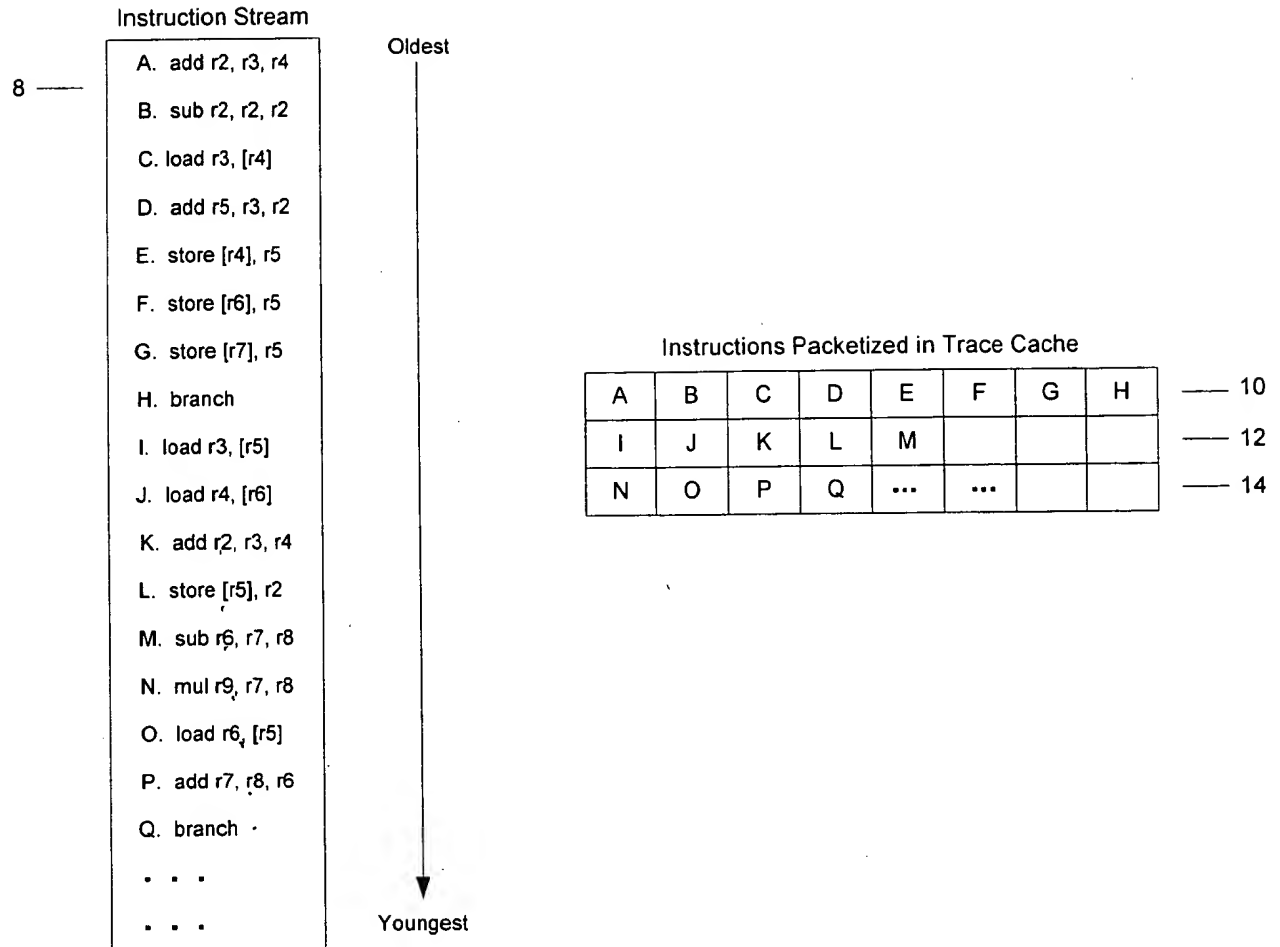 Instruction Stream
8
A. add r2, r3, r4
B. sub r2, r2, r2
C. load r3, [r4]
D. add r5, r3, r2
E. store [r4], r5
F. store [r6], r5
G. store [r7], r5
H. branch
I. load r3, [r5]
J. load r4, [r6]
K. add r2, r3, r4
L. store [r5], r2
M. sub r6, r7, r8
N. mul r9, r7, r8
O. load r6, [r5]
P. add r7, r8, r6
Q. branch
. . .
. . .
Oldest
Youngest
Instructions Packetized in Trace Cache
A B C D E F G H 10
I J K L M 12
N O P Q ... ... 14